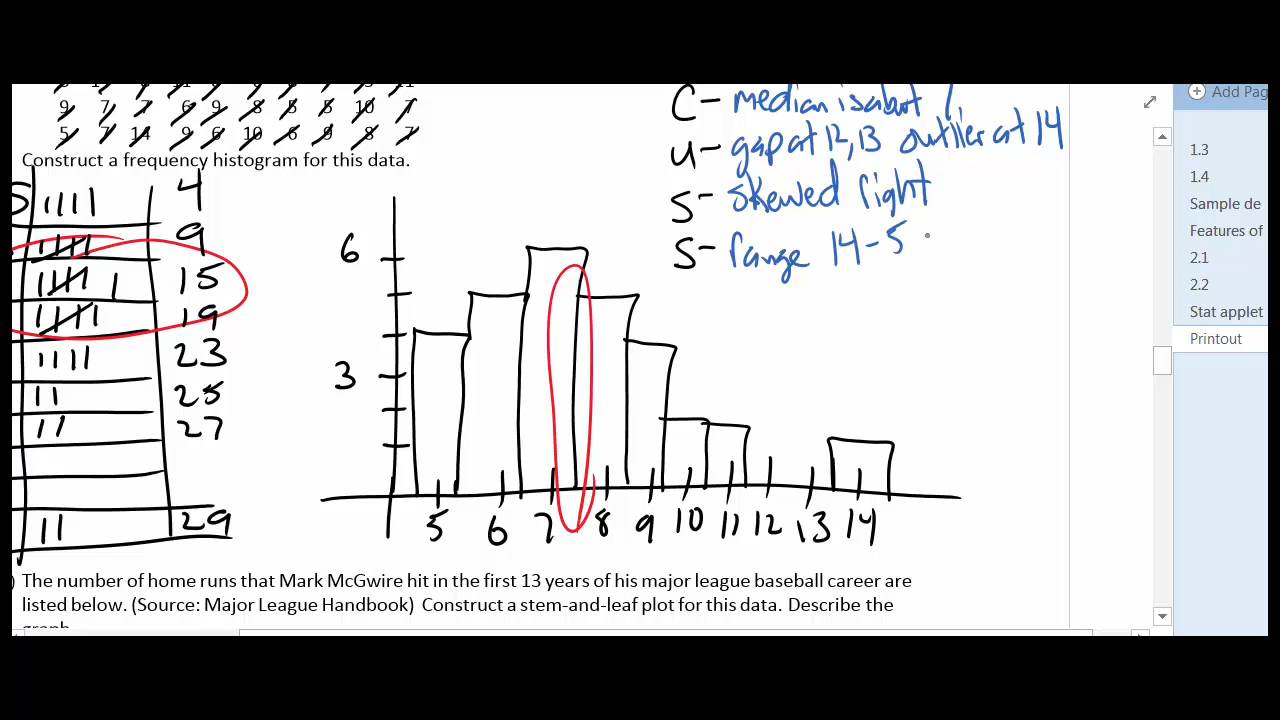 9 7 7 6 9 8 5 8 10 7
5 7 14 9 6 10 6 9 8 7
Construct a frequency histogram for this data.
5 4
9
15
19
23
25
27
29
6
3
5 6 7 8 9 10 11 12 13 14
C- median is about
U- gap at 12,13 outlier at 14
S- skewed right
S- range 14-5
The number of home runs that Mark McGwire hit in the first 13 years of his major league baseball career are
listed below. (Source: Major League Handbook) Construct a stem-and-leaf plot for this data. Describe the
graph
Add Pag
1.3
1.4
Sample de
Features of
2.1
2.2
Stat applet
Printout